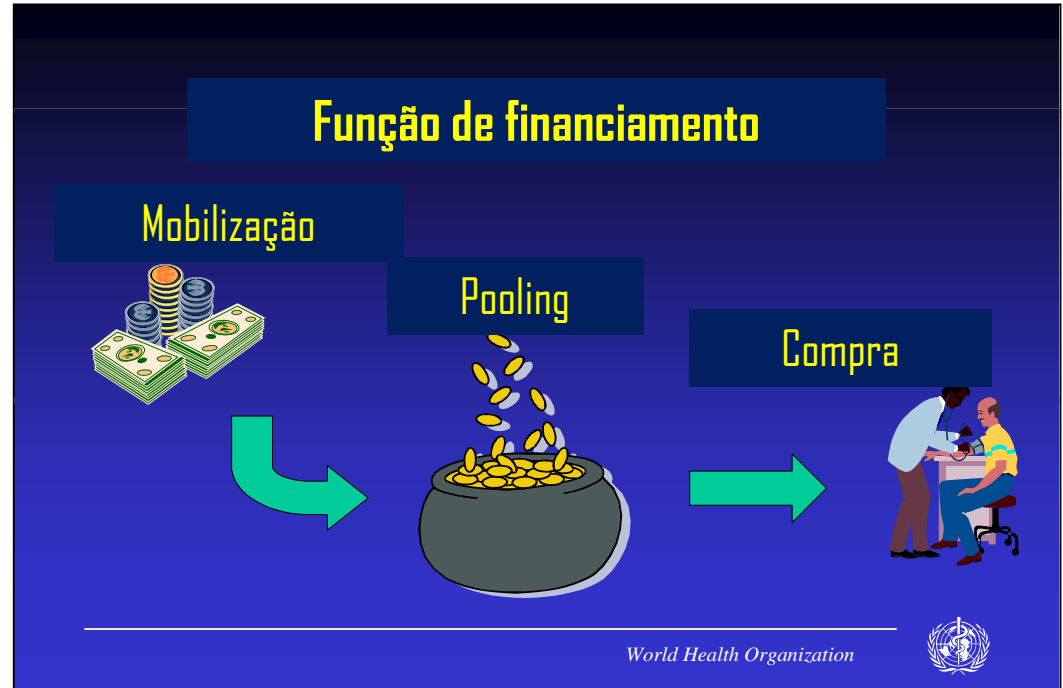 Função de financiamento
Mobilização
Pooling
Compra
World Health Organization